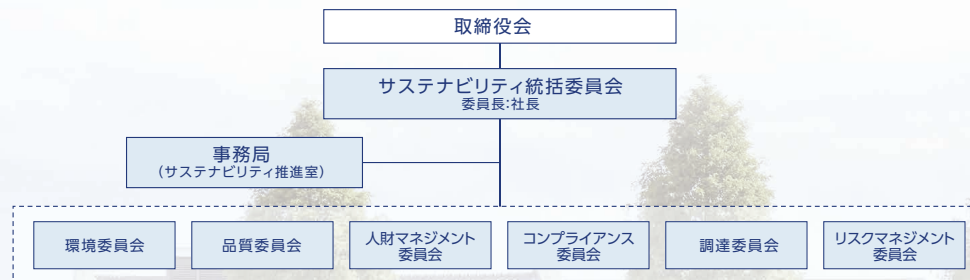 取締役会
サステナビリティ統括委員会
委員長:社長
事務局
（サステナビリティ推進室）
環境委員会
品質委員会
人財マネジメント
委員会
コンプライアンス
委員会
調達委員会
リスクマネジメント
委員会